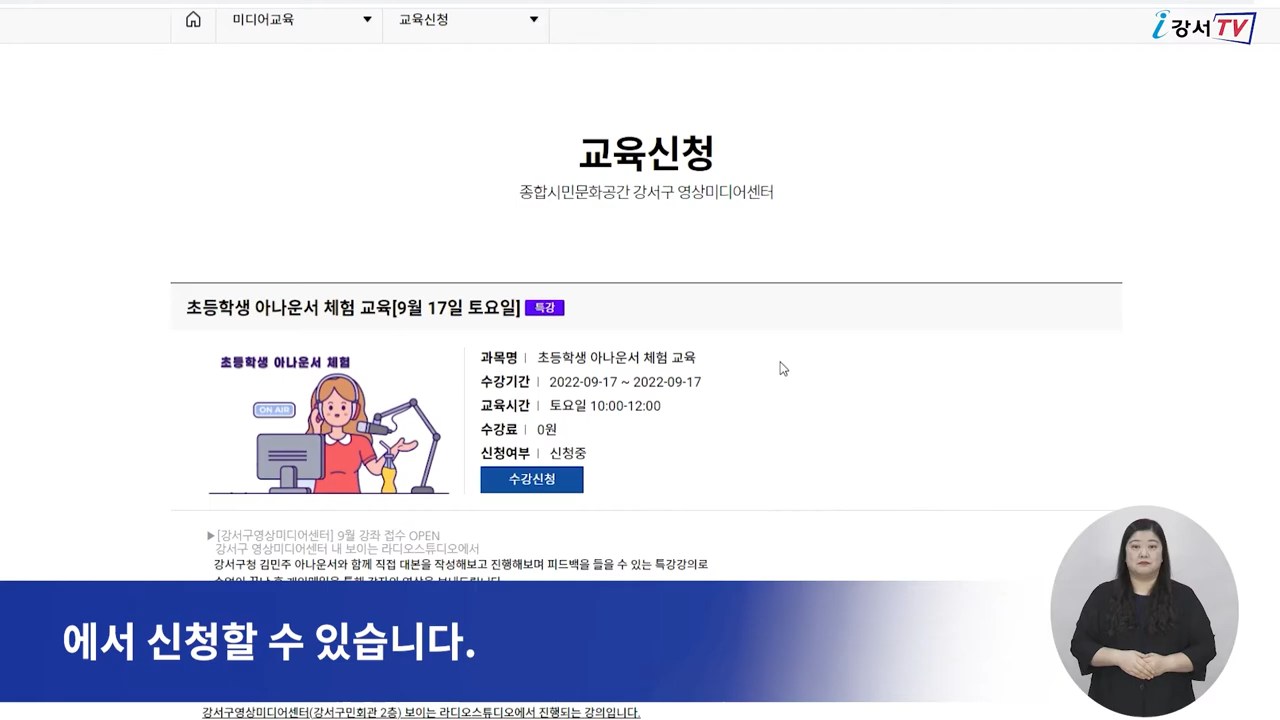 미디어교육
교육신청
i강서TV
교육신청
종합시민문화공간 강서구 영상미디어센터
초등학생 아나운서 체험 교육[9월 17일 토요일] 특강
초등학생 아나운서 체험
ON AIR
과목명 초등학생 아나운서 체험 교육
수강기간 2022-09-17 ~ 2022-09-17
교육시간 토요일 10:00-12:00
수강료 0원
신청여부 신청중
수강신청
▶[강서구영상미디어센터] 9월 강좌 접수 OPEN
강서구 영상미디어센터 내 보이는 라디오스튜디오에서
강서구청 김민주 아나운서와 함께 직접 대본을 작성해보고 진행해보며 피드백을 들을 수 있는 특강강의로
에서 신청할 수 있습니다.
강서구영상미디어센터(강서구민회관 2층) 보이는 라디오스튜디오에서 진행되는 강의입니다.